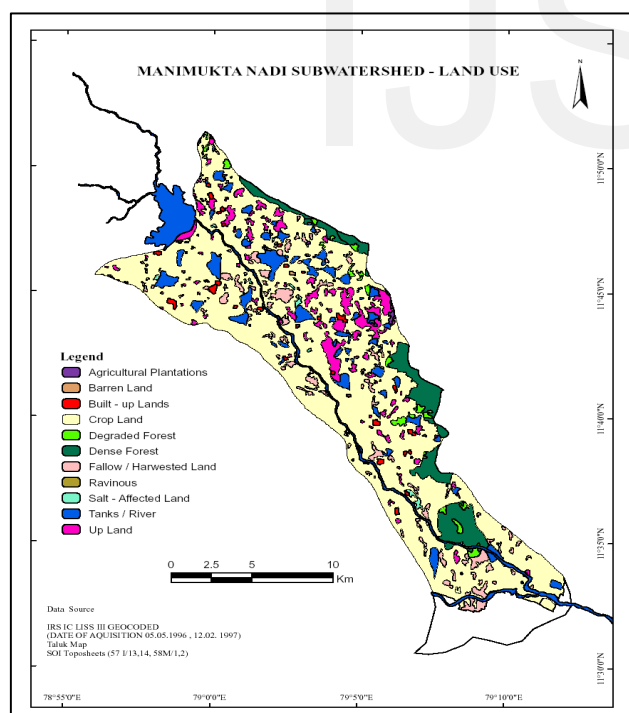 IJS
MANIMUKTA NADI SUBWATERSHED - LAND USE
N
11°50'0"N
11°45'0"N
11°40'0"N
11°35'0"N
11°30'0"N
Legend
Agricultural Plantations
Barren Land
Built - up Lands
Crop Land
Degraded Forest
Dense Forest
Fallow / Harvested Land
Ravinous
Salt - Affected Land
Tanks / River
Up Land
0 2.5 5 10
Km
Data Source
IRS IC LISS III GEOCODED
(DATE OF AQUISITION 05.05.1996 , 12.02. 1997)
Taluk Map
SOI Toposheets (57 I/13,14, 58M/1,2)
78°55'0"E 79°0'0"E 79°5'0"E 79°10'0"E